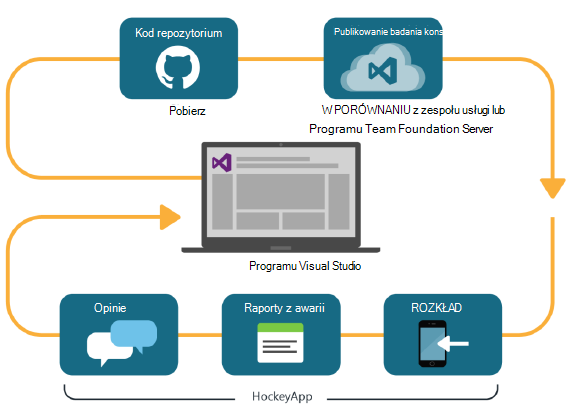 Kod repozytorium
Publikowanie badania kons
Pobierz
W PORÓWNANIU z zespołu usługi lub
Programu Team Foundation Server
Programu Visual Studio
Opinie
Raporty z awarii
ROZKŁAD
HockeyApp